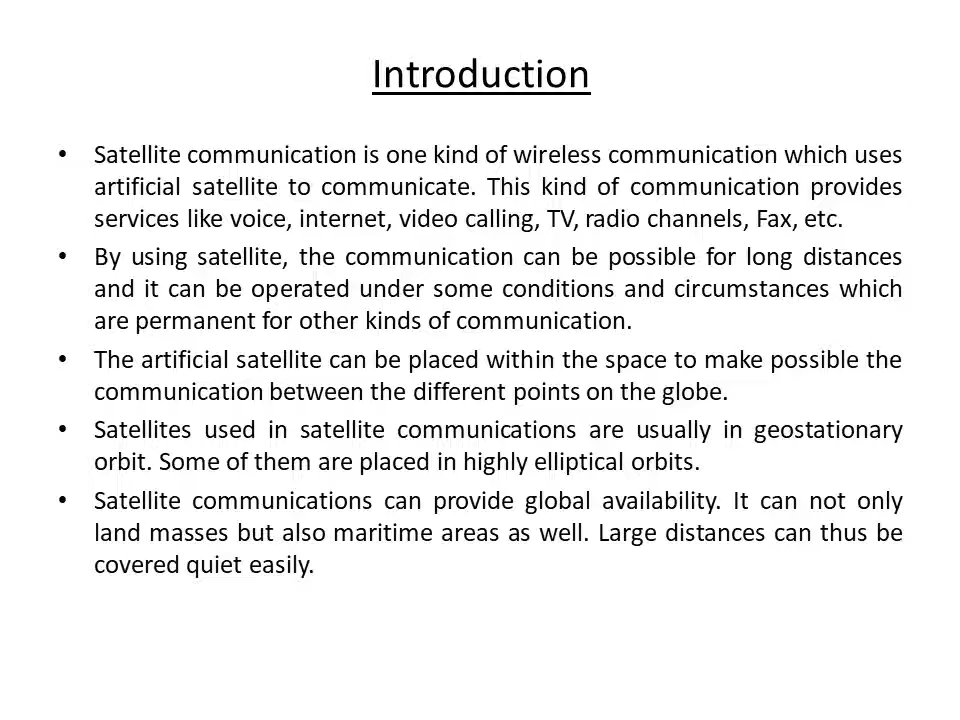 Introduction
• Satellite communication is one kind of wireless communication which uses
artificial satellite to communicate. This kind of communication provides
services like voice, internet, video calling, TV, radio channels, Fax, etc.
• By using satellite, the communication can be possible for long distances
and it can be operated under some conditions and circumstances which
are permanent for other kinds of communication.
• The artificial satellite can be placed within the space to make possible the
communication between the different points on the globe.
• Satellites used in satellite communications are usually in geostationary
orbit. Some of them are placed in highly elliptical orbits.
• Satellite communications can provide global availability. It can not only
land masses but also maritime areas as well. Large distances can thus be
covered quiet easily.